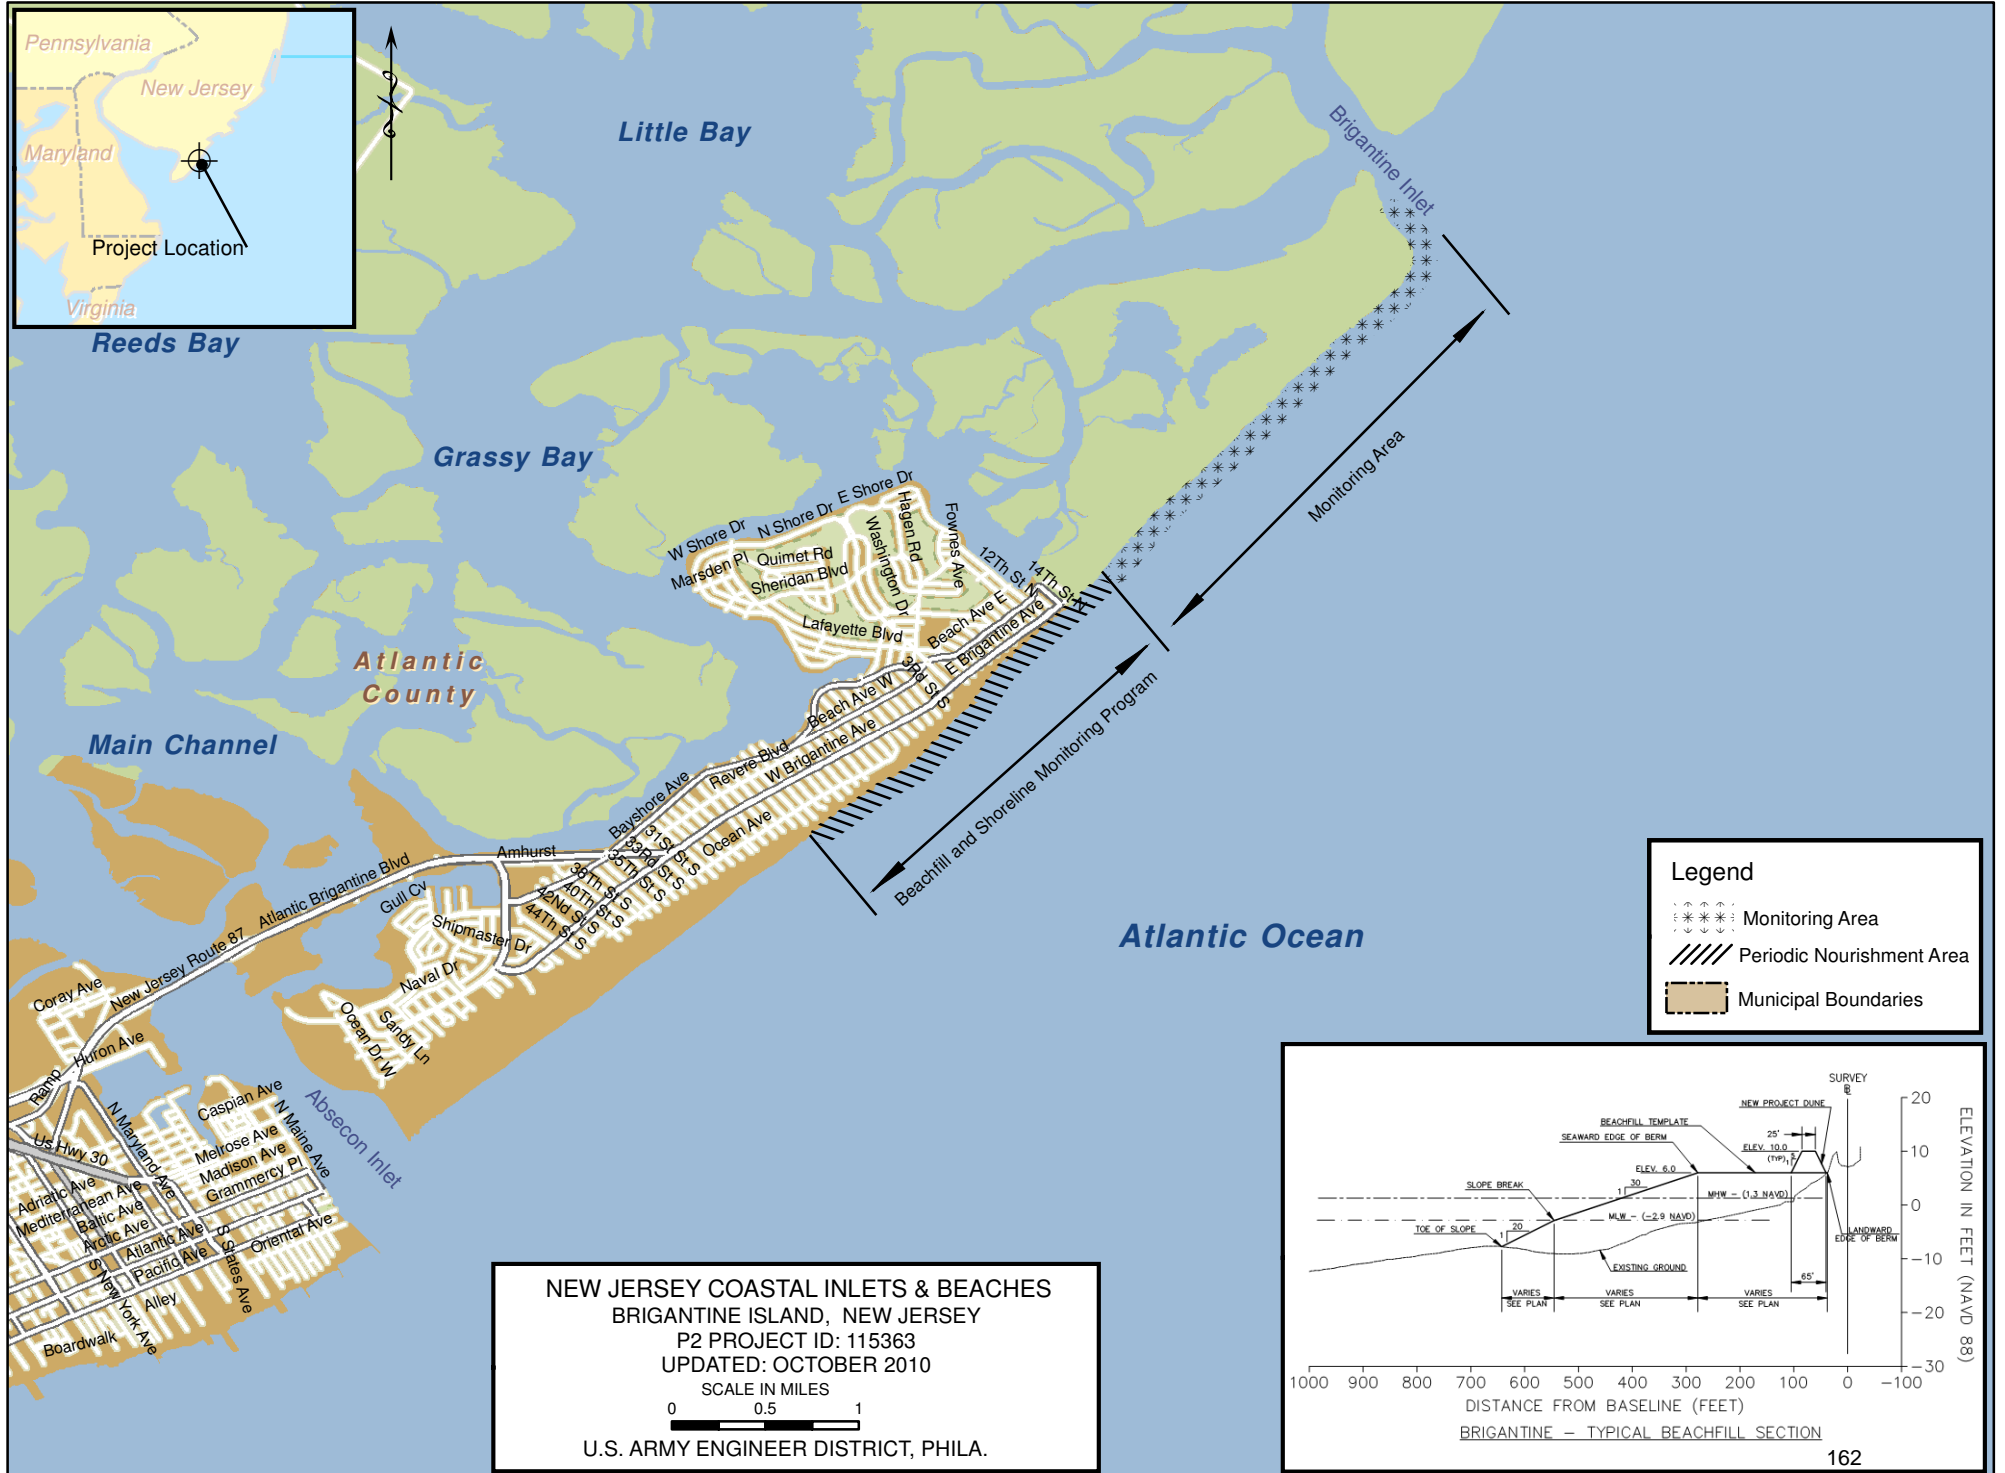 Pennsylvania
New Jersey
Maryland
Project Location
Virginia
Reeds Bay
Little Bay
Brigantine Inlet
Grassy Bay
Monitoring Area
W Shore Dr
N Shore Dr
E Shore Dr
Hagen Rd
Fownes Ave
Washington Dr
Quimet Rd
Marsden Pl
Sheridan Blvd
12Th St N
14Th St N
Lafayette Blvd
Beach Ave E
E Brigantine Ave
3Rd St S
Beach Ave W
W Brigantine Ave
Revere Blvd
Atlantic
County
Main Channel
Bayshore Ave
Ocean Ave
Beachfill and Shoreline Monitoring Program
31St St S
33Rd St S
35Th St S
38Th St S
40Th St S
42Nd St S
44Th St S
Amhurst
Atlantic Brigantine Blvd
Gull Cv
Shipmaster Dr
New Jersey Route 87
Naval Dr
Sandy Ln
Ocean Dr W
Coray Ave
Huron Ave
Ramp
Absecon Inlet
Atlantic Ocean
Caspian Ave
N Maine Ave
N Maryland Ave
Us Hwy 30
Melrose Ave
Madison Ave
Grammercy Pl
Adriatic Ave
Mediterranean Ave
Baltic Ave
Arctic Ave
Atlantic Ave
Pacific Ave
Oriental Ave
S States Ave
S New York Ave
Alley
Boardwalk
Legend
Monitoring Area
Periodic Nourishment Area
Municipal Boundaries
NEW JERSEY COASTAL INLETS & BEACHES
BRIGANTINE ISLAND, NEW JERSEY
P2 PROJECT ID: 115363
UPDATED: OCTOBER 2010
SCALE IN MILES
0 0.5 1
U.S. ARMY ENGINEER DISTRICT, PHILA.
SURVEY
NEW PROJECT DUNE
BEACHFILL TEMPLATE
SEAWARD EDGE OF BERM
25'
ELEV. 10.0
(TYP)
ELEV. 6.0
30
1
SLOPE BREAK
MHW - (1.3 NAVD)
MLW - (-2.9 NAVD)
TOE OF SLOPE
20
1
LANDWARD
EDGE OF BERM
EXISTING GROUND
65'
VARIES
SEE PLAN
VARIES
SEE PLAN
VARIES
SEE PLAN
20
10
0
-10
-20
-30
ELEVATION IN FEET (NAVD 88)
1000 900 800 700 600 500 400 300 200 100 0 -100
DISTANCE FROM BASELINE (FEET)
BRIGANTINE - TYPICAL BEACHFILL SECTION
162